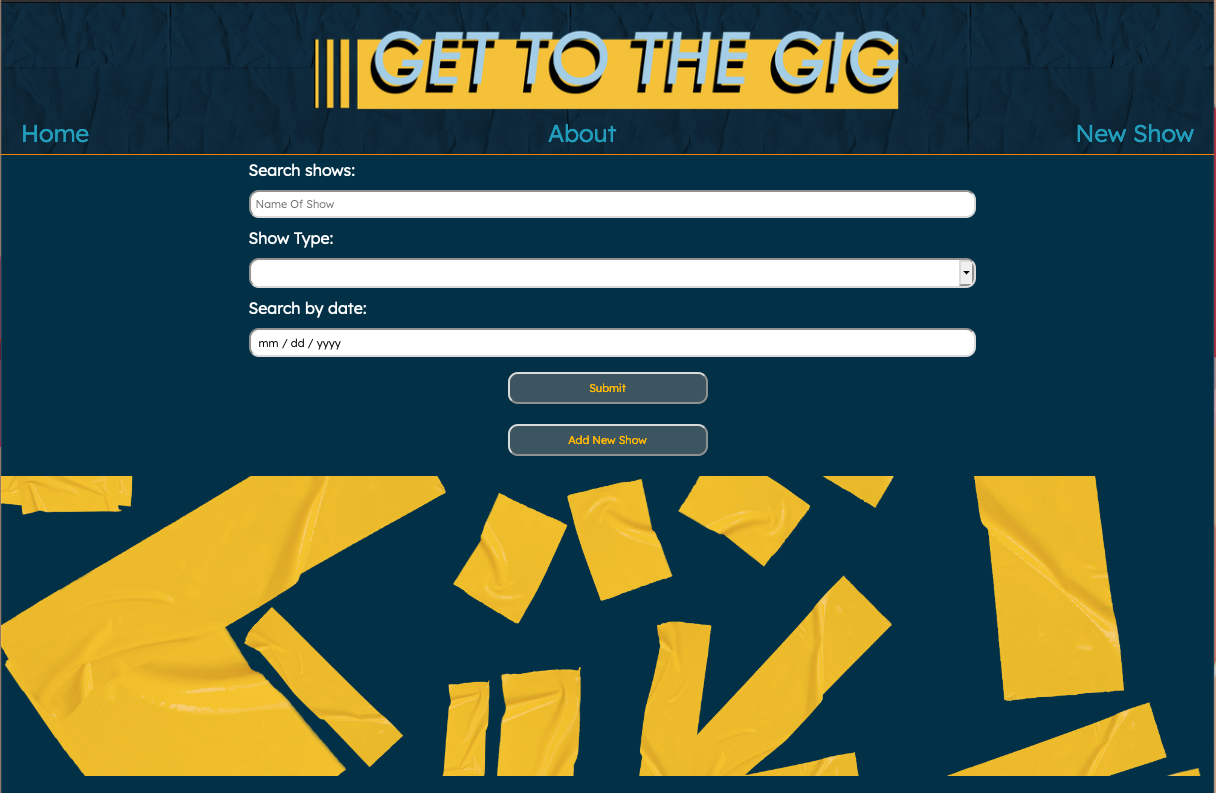 GET TO THE GIG
Home About New Show
Search shows:
Name Of Show
Show Type:
Search by date:
mm / dd / yyyy
Submit
Add New Show